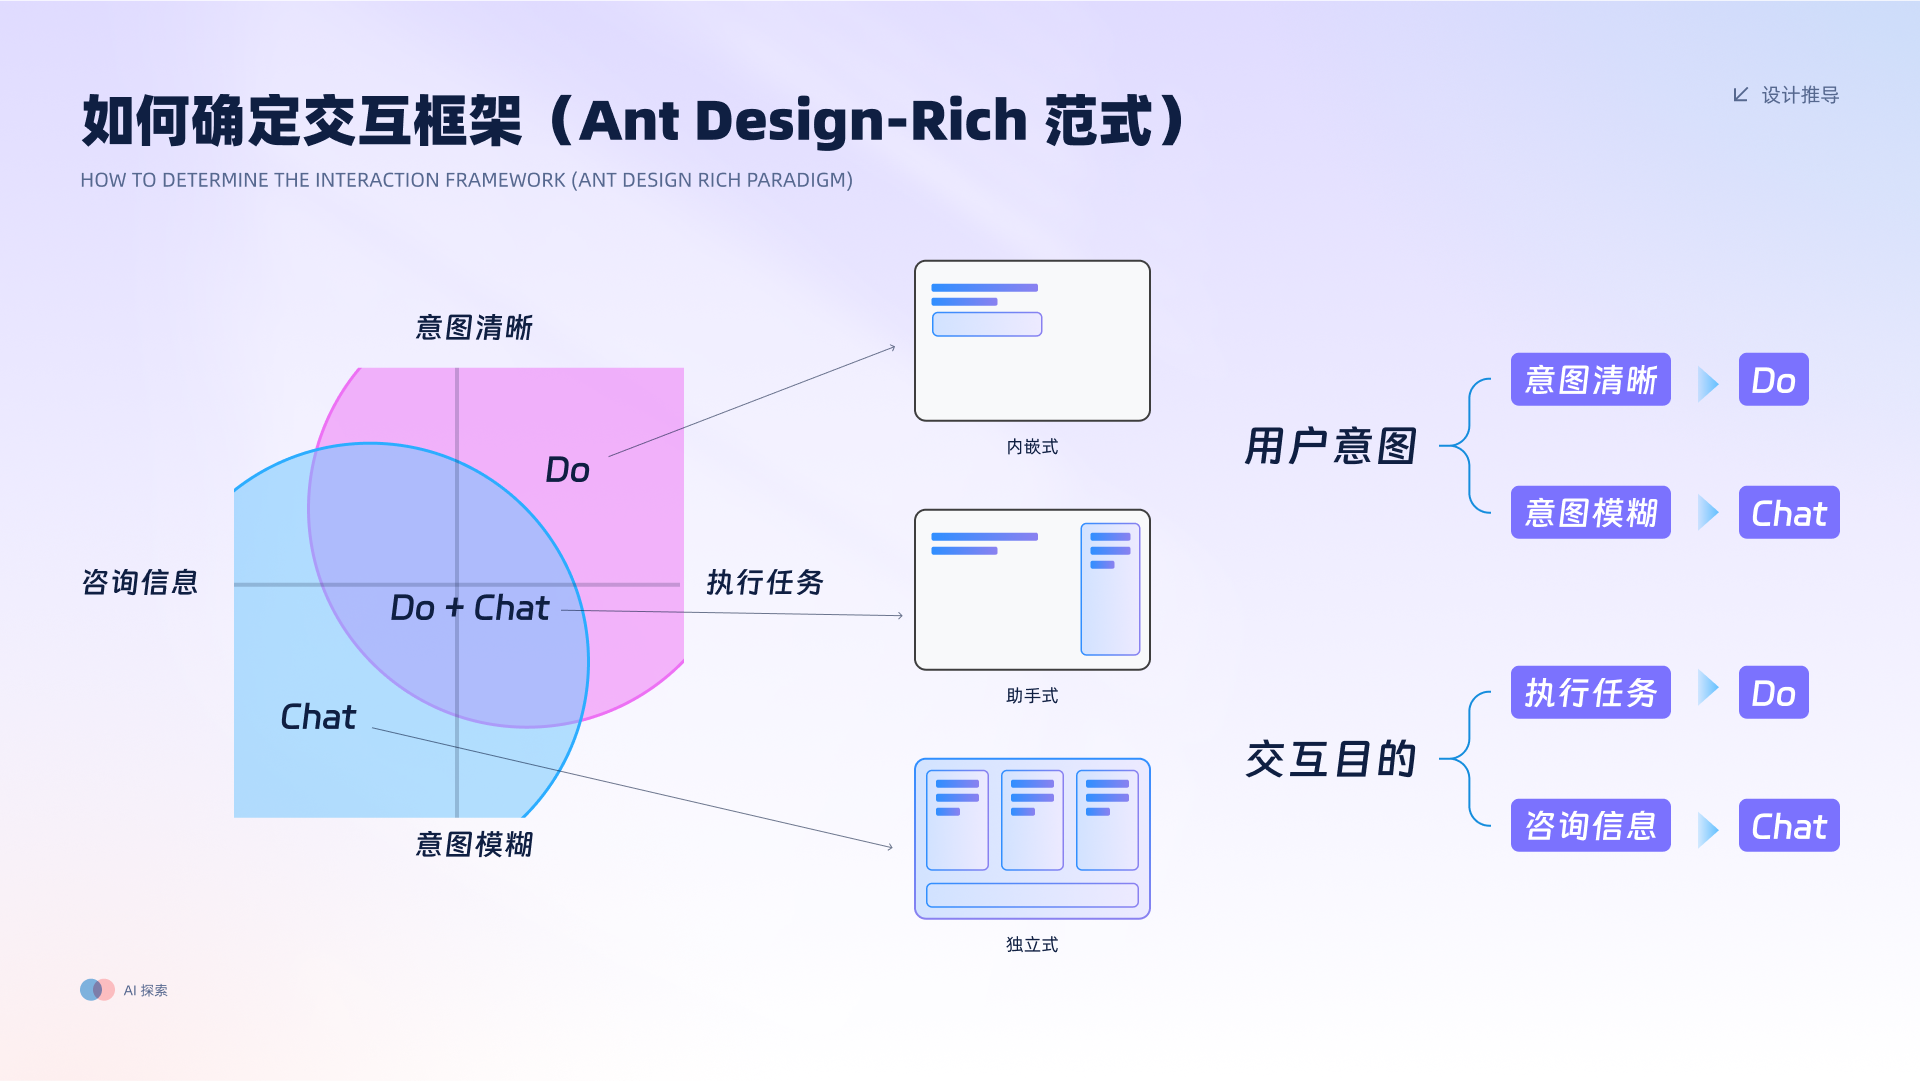 如何确定交互框架（Ant Design-Rich 范式）
设计推导
HOW TO DETERMINE THE INTERACTION FRAMEWORK (ANT DESIGN RICH PARADIGM)
意图清晰
Do
咨询信息
执行任务
Do + Chat
Chat
意图模糊
内嵌式
助手式
独立式
用户意图
意图清晰
Do
意图模糊
Chat
交互目的
执行任务
Do
咨询信息
Chat
AI 探索